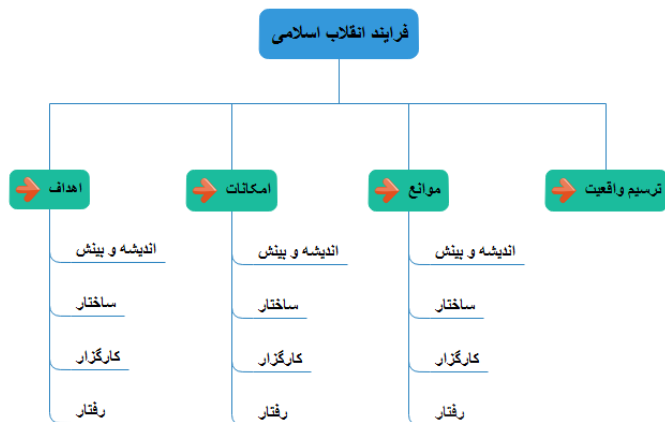 فرایند انقلاب اسلامی
ترسیم واقعیت
موانع
اندیشه و بینش
ساختار
کارگزار
رفتار
امکانات
اندیشه و بینش
ساختار
کارگزار
رفتار
اهداف
اندیشه و بینش
ساختار
کارگزار
رفتار